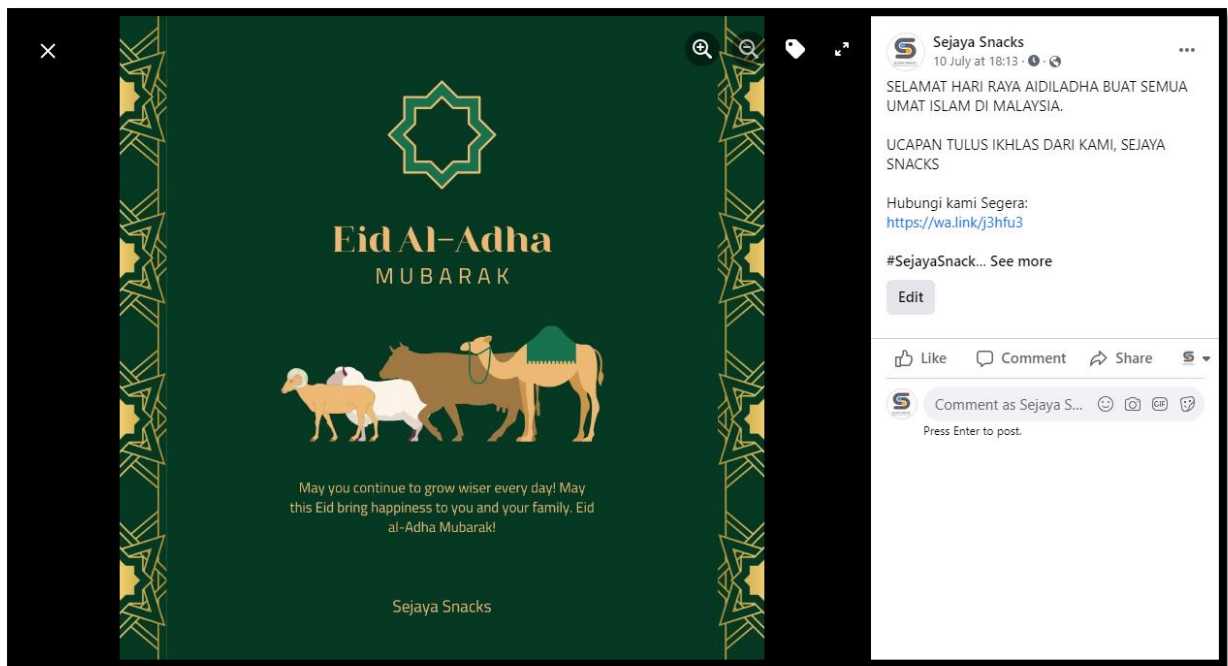 Eid Al-Adha
MUBARAK
May you continue to grow wiser every day! May
this Eid bring happiness to you and your family. Eid
al-Adha Mubarak!
Sejaya Snacks
Sejaya Snacks
10 July at 18:13
SELAMAT HARI RAYA AIDILADHA BUAT SEMUA
UMAT ISLAM DI MALAYSIA.
UCAPAN TULUS IKHLAS DARI KAMI, SEJAYA
SNACKS
Hubungi kami Segera:
https://wa.link/j3hfu3
#SejayaSnack... See more
Edit
Like Comment Share
Comment as Sejaya S... GIF
Press Enter to post.